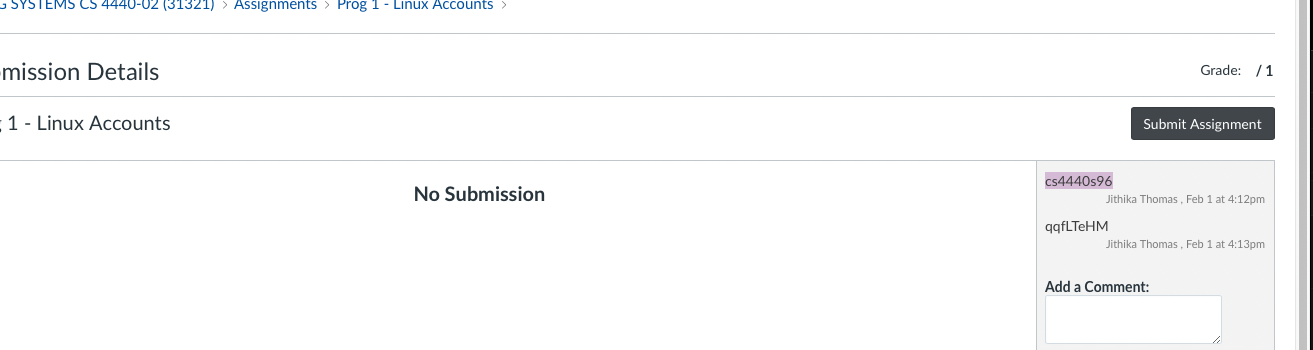 G SYSTEMS CS 4440-02 (31321) > Assignments > Prog 1 - Linux Accounts >
mission Details
Grade: / 1
g 1 - Linux Accounts
Submit Assignment
No Submission
cs4440s96
Jithika Thomas , Feb 1 at 4:12pm
qqfLTeHM
Jithika Thomas , Feb 1 at 4:13pm
Add a Comment: